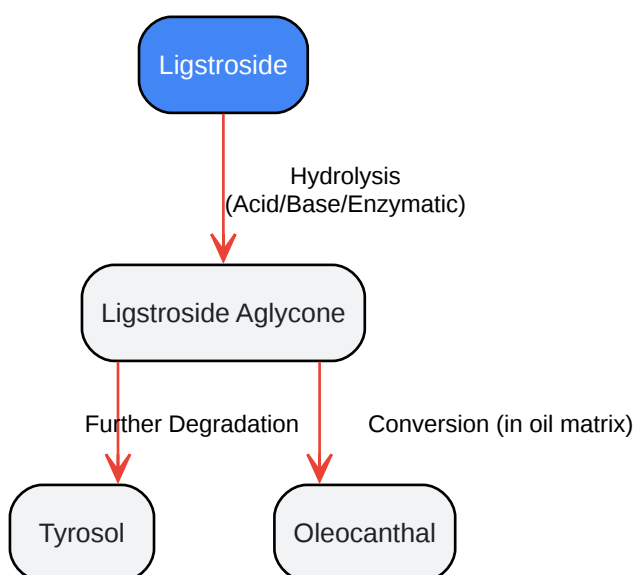 Ligstroside
Hydrolysis
(Acid/Base/Enzymatic)
Ligstroside Aglycone
Further Degradation
Conversion (in oil matrix)
Tyrosol
Oleocanthal